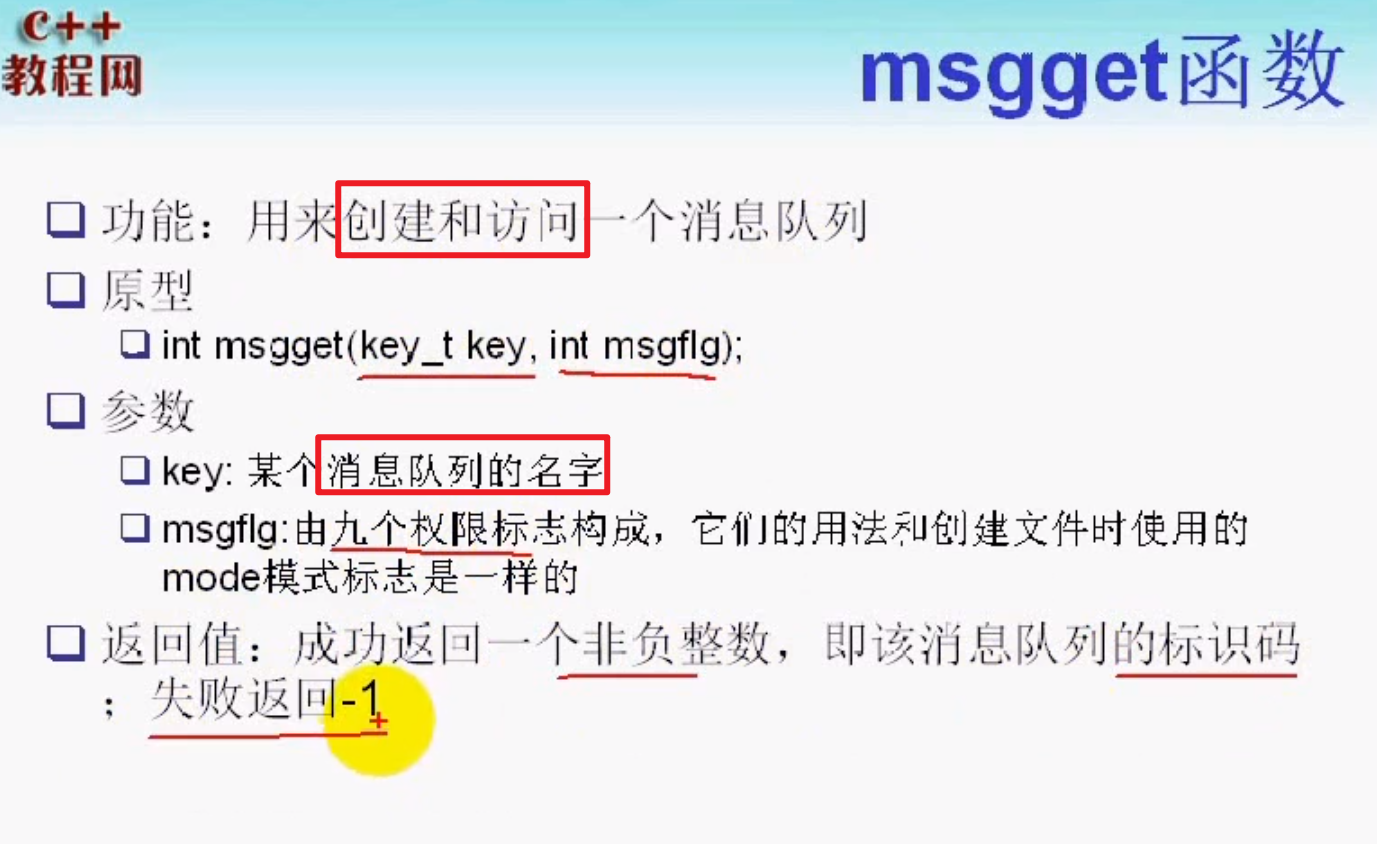 C++
教程网
msgget函数
功能：用来创建和访问一个消息队列
原型
int msgget(key_t key, int msgflg);
参数
key: 某个消息队列的名字
msgflg:由九个权限标志构成，它们的用法和创建文件时使用的
mode模式标志是一样的
返回值：成功返回一个非负整数，即该消息队列的标识码
；失败返回-1